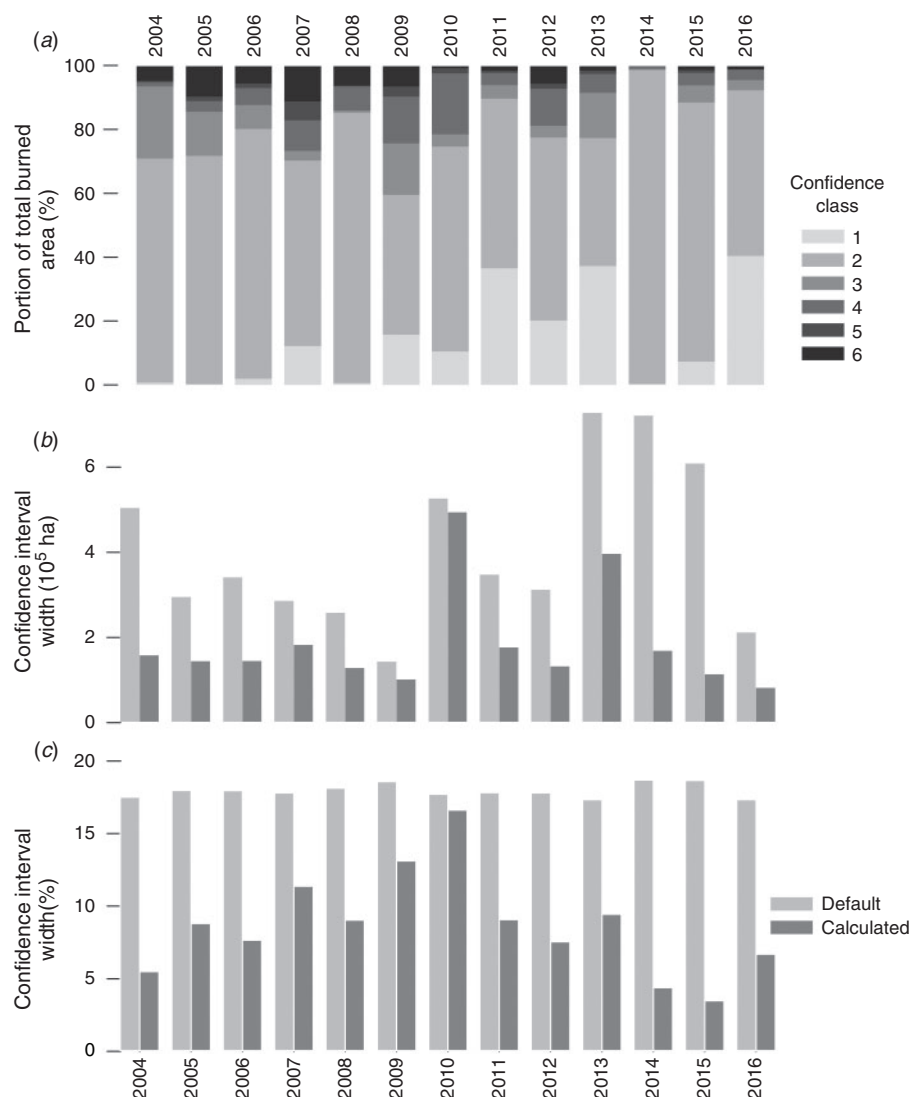 (a)
2004 2005 2006 2007 2008 2009 2010 2011 2012 2013 2014 2015 2016
100
80
60
40
20
0
Portion of total burned
area (%)
Confidence
class
1
2
3
4
5
6
(b)
6
4
2
0
Confidence interval
width (10⁵ ha)
(c)
20
15
10
5
0
Confidence interval
width(%)
Default
Calculated
2004 2005 2006 2007 2008 2009 2010 2011 2012 2013 2014 2015 2016